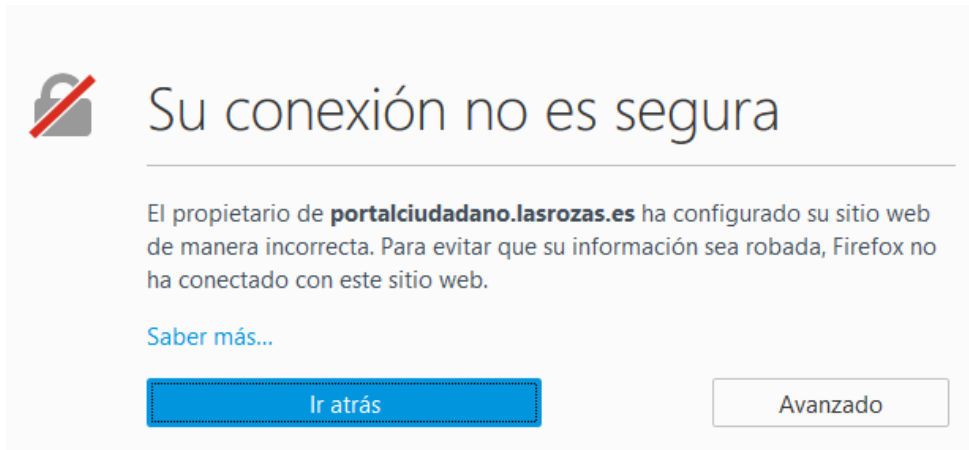 Su conexión no es segura
El propietario de portalciudadano.lasrozas.es ha configurado su sitio web
de manera incorrecta. Para evitar que su información sea robada, Firefox no
ha conectado con este sitio web.
Saber más...
Ir atrás
Avanzado